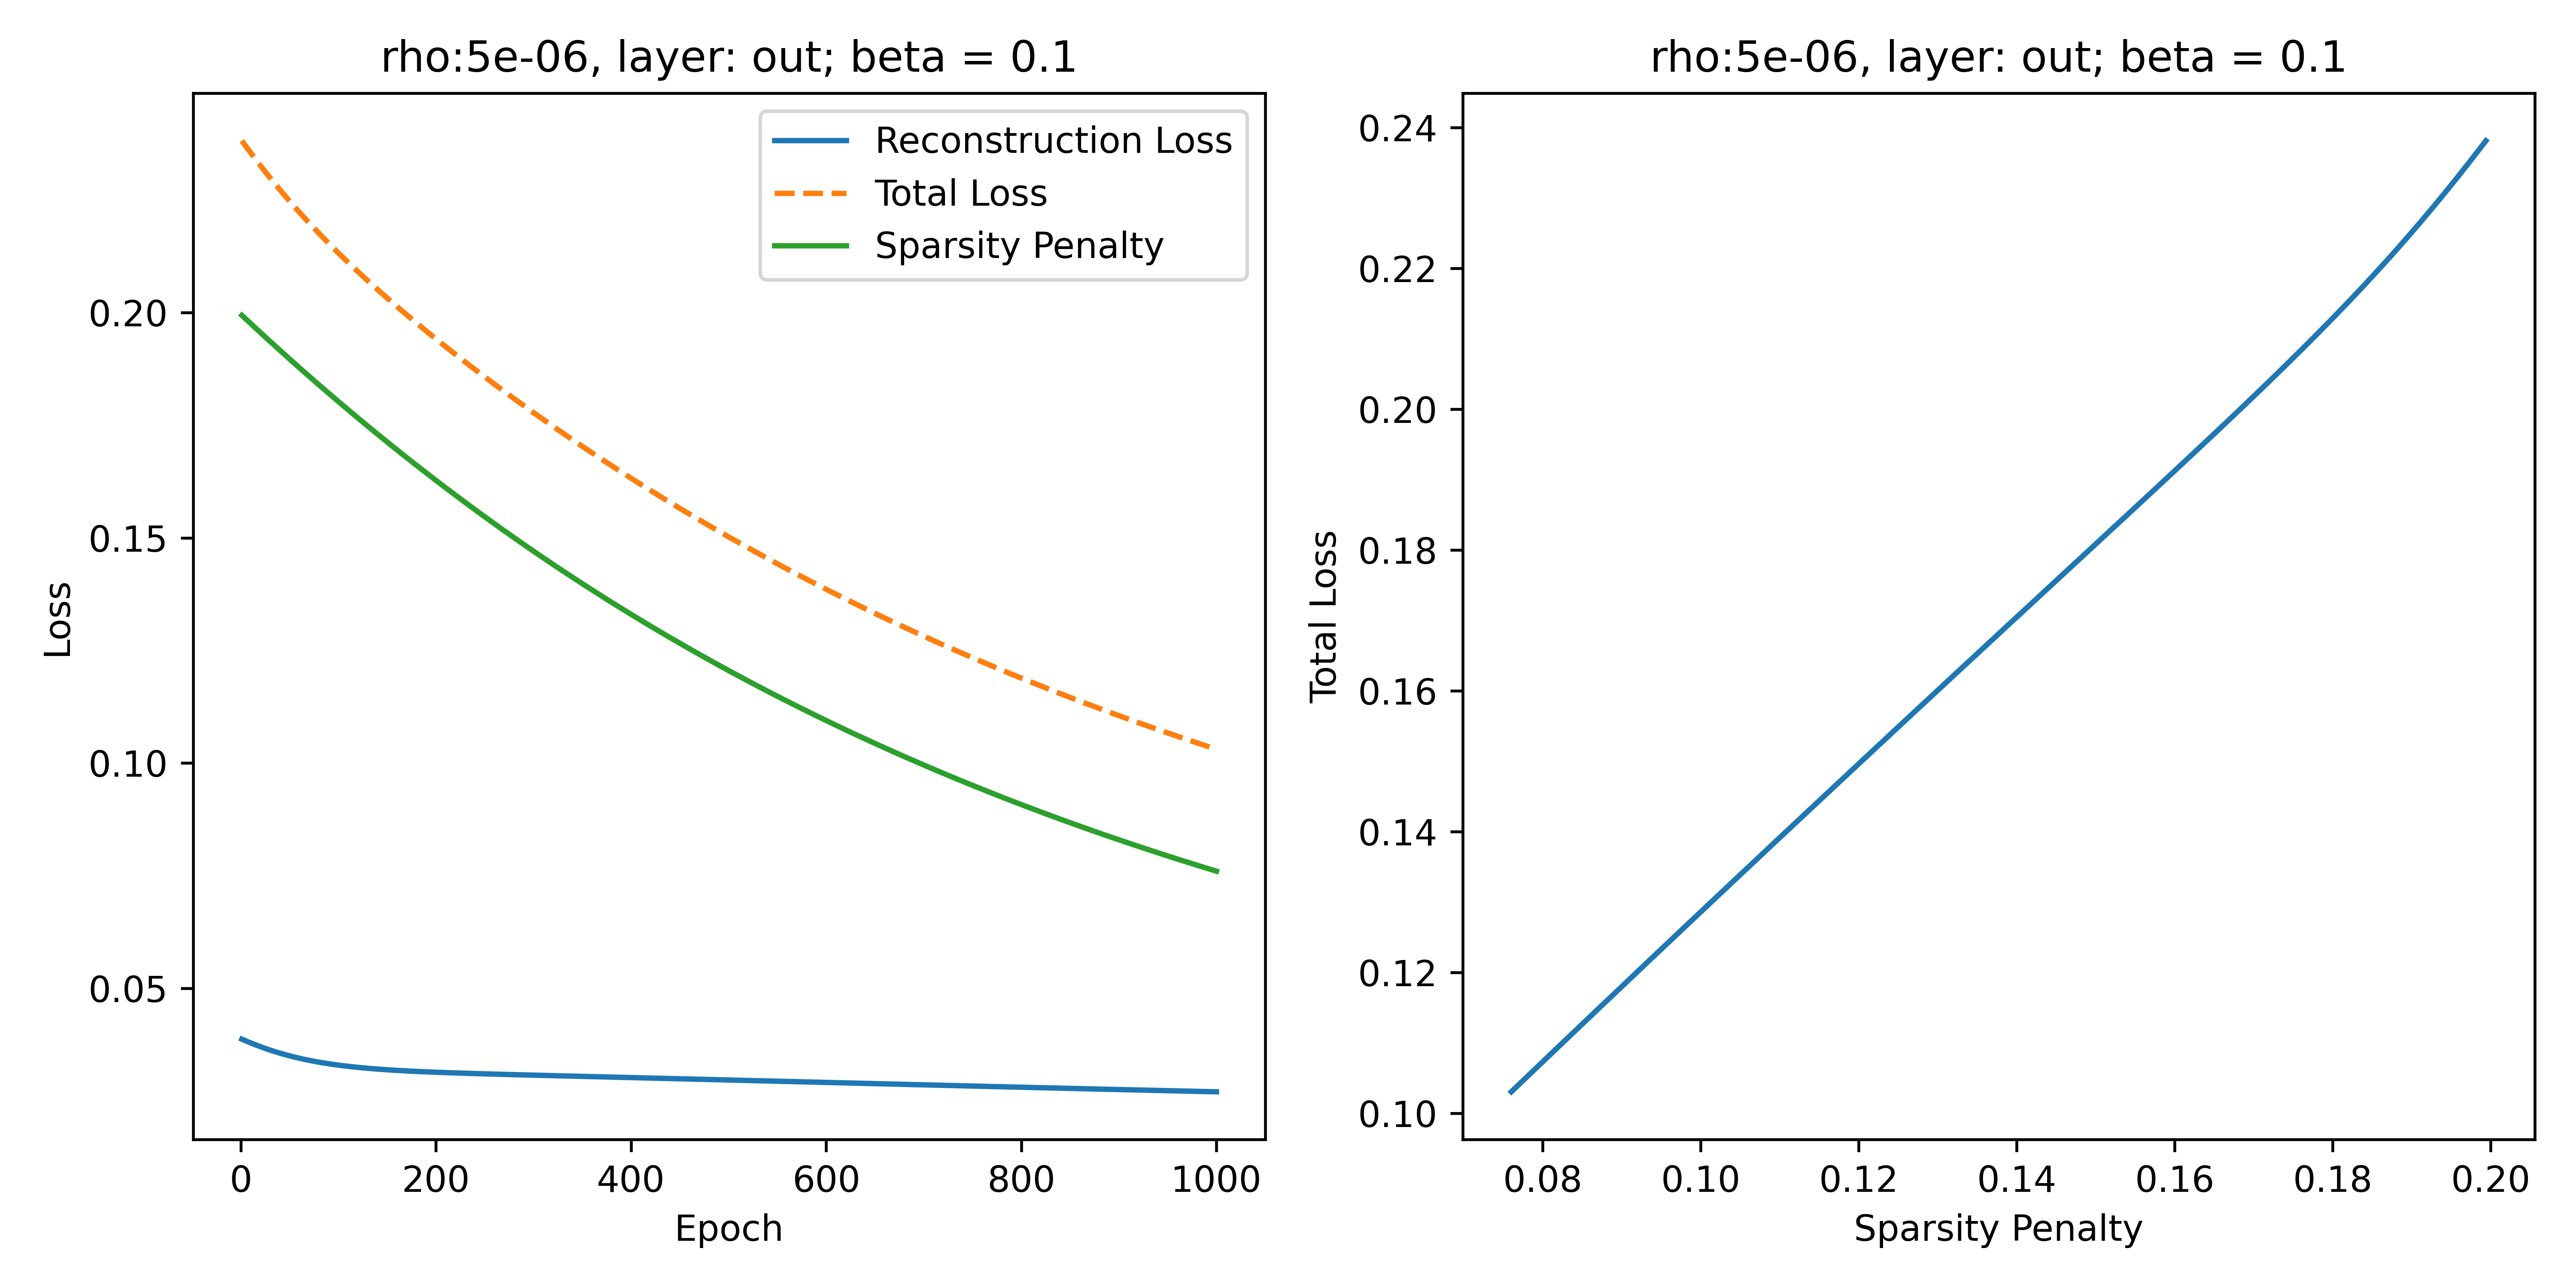 rho:5e-06, layer: out; beta = 0.1
Reconstruction Loss
Total Loss
Sparsity Penalty
0.20
0.15
0.10
0.05
Loss
0 200 400 600 800 1000
Epoch
rho:5e-06, layer: out; beta = 0.1
0.24
0.22
0.20
0.18
0.16
0.14
0.12
0.10
Total Loss
0.08 0.10 0.12 0.14 0.16 0.18 0.20
Sparsity Penalty